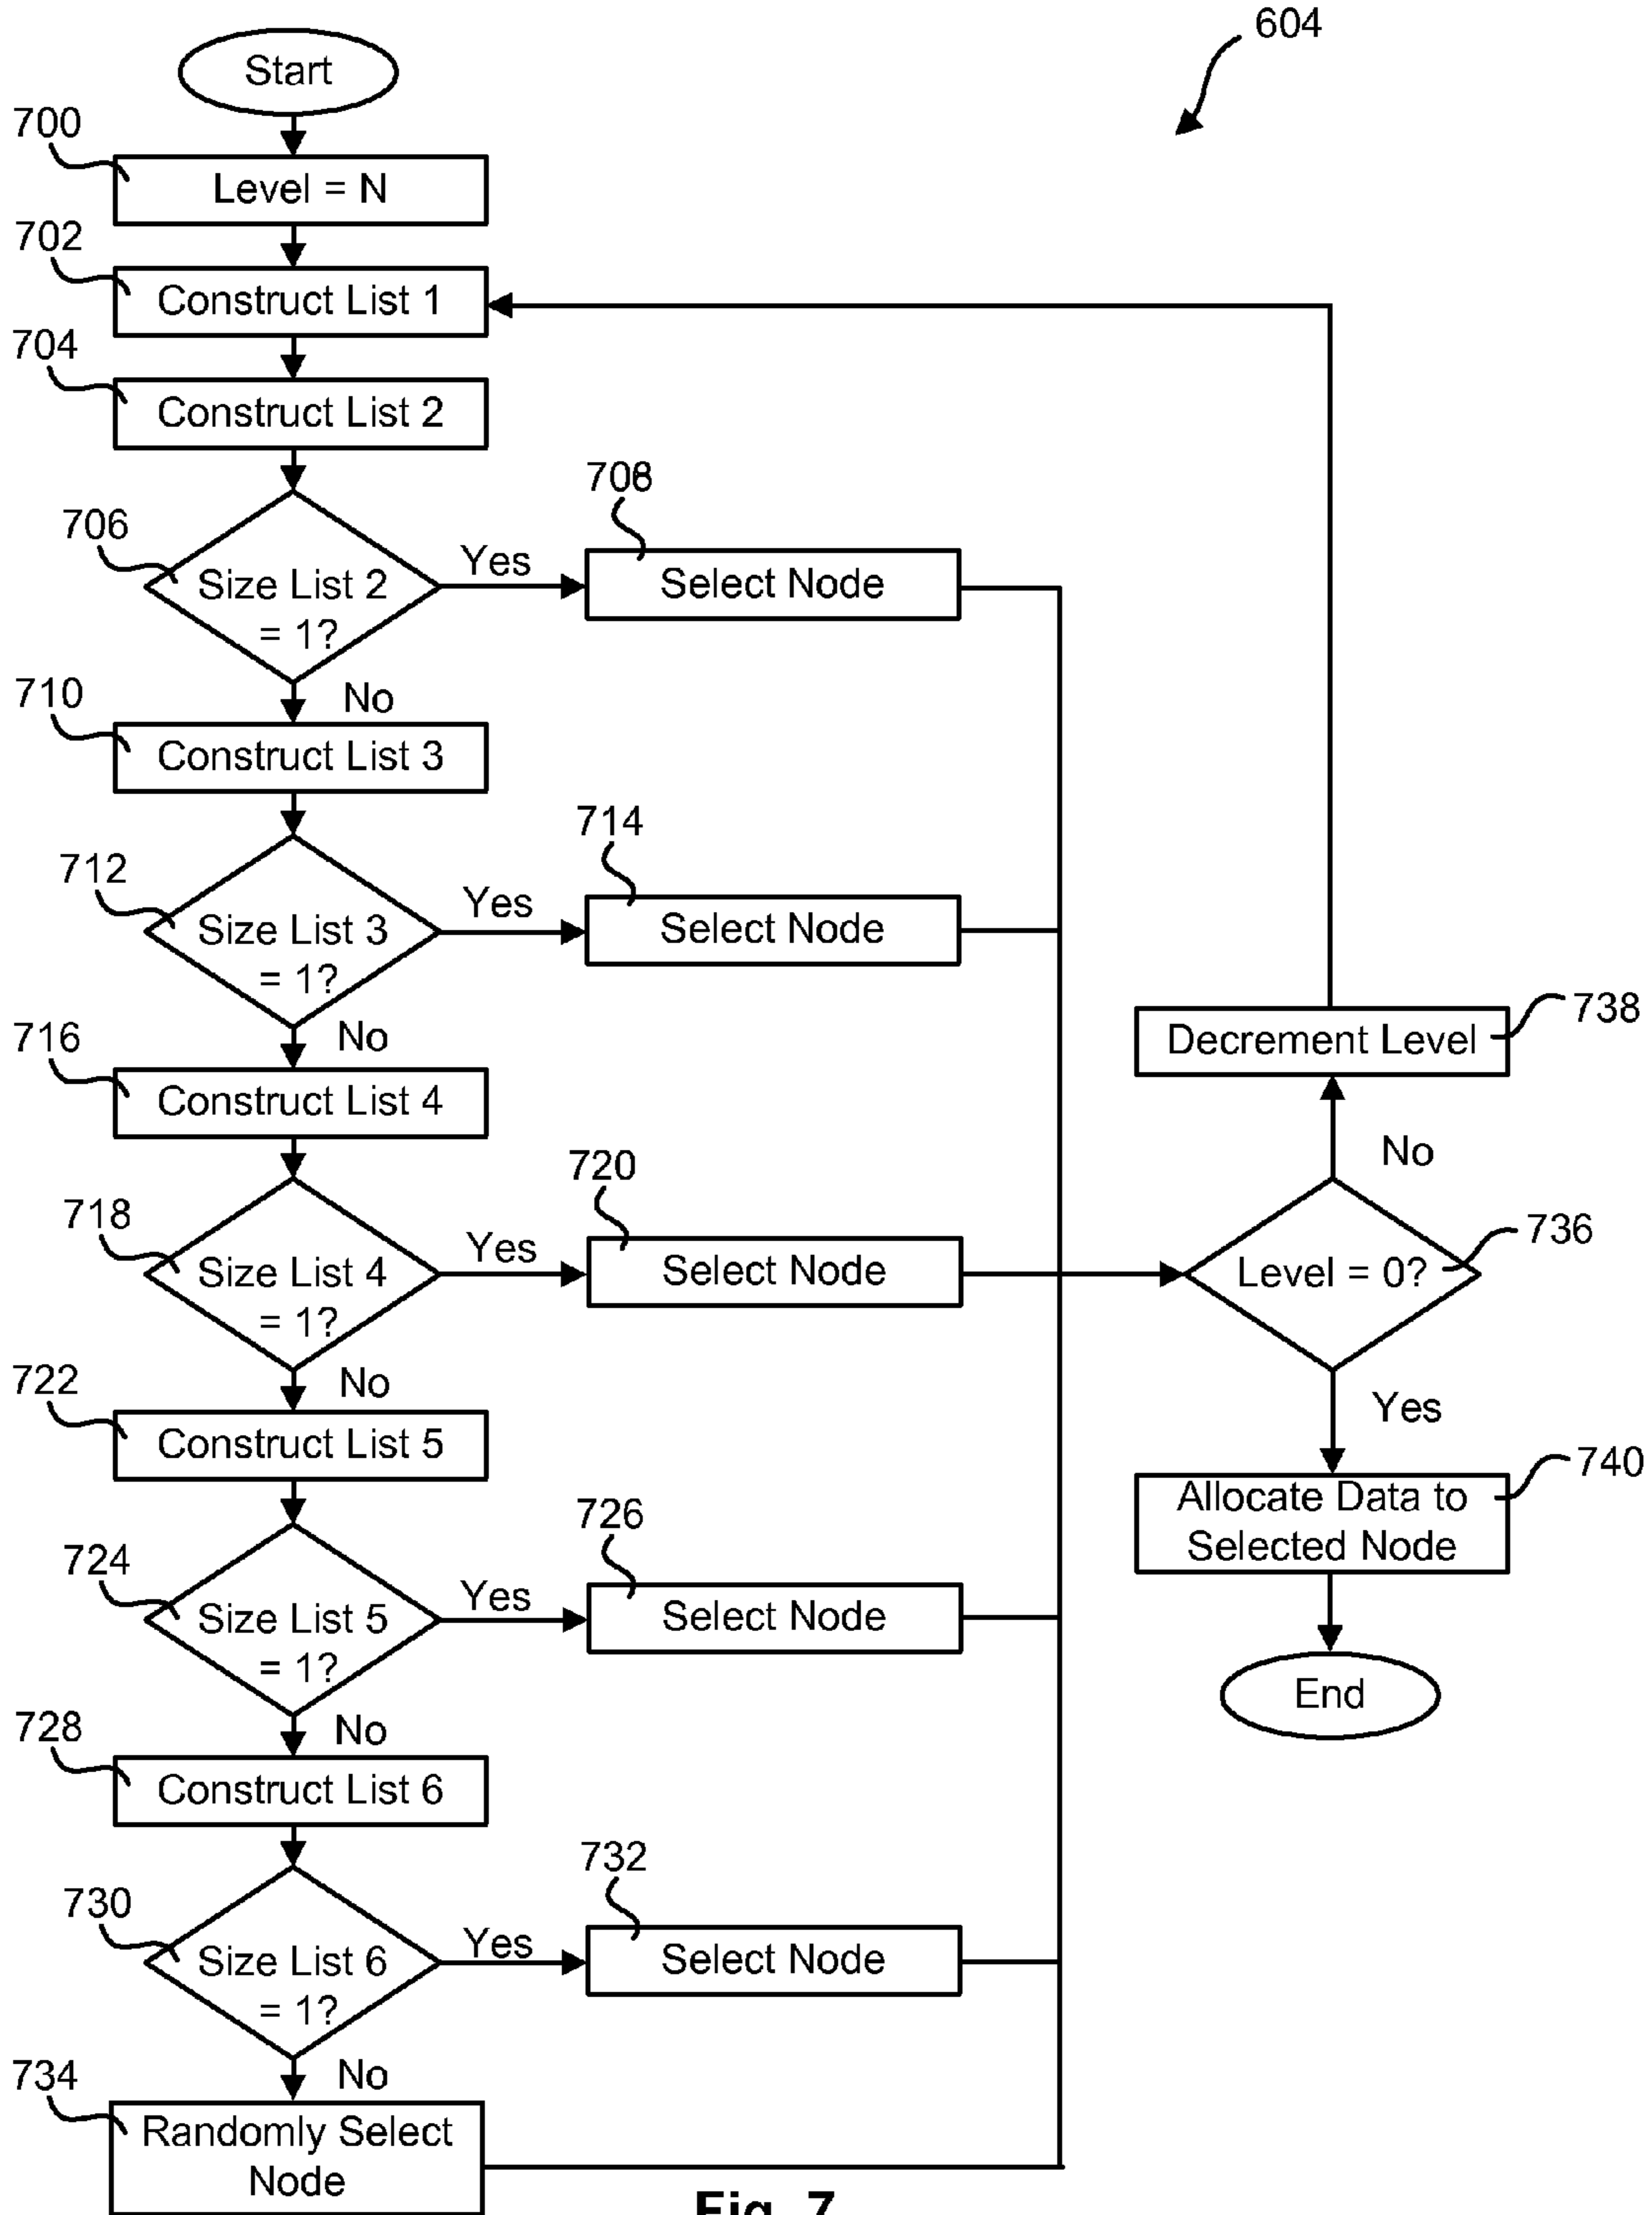 604
Start
700
Level = N
702
Construct List 1
704
Construct List 2
706
Size List 2
= 1?
Yes
708
Select Node
No
710
Construct List 3
712
Size List 3
= 1?
Yes
714
Select Node
No
716
Construct List 4
718
Size List 4
= 1?
Yes
720
Select Node
No
722
Construct List 5
724
Size List 5
= 1?
Yes
726
Select Node
No
728
Construct List 6
730
Size List 6
= 1?
Yes
732
Select Node
No
734
Randomly Select
Node
738
Decrement Level
No
736
Level = 0?
Yes
740
Allocate Data to
Selected Node
End
Fig. 7